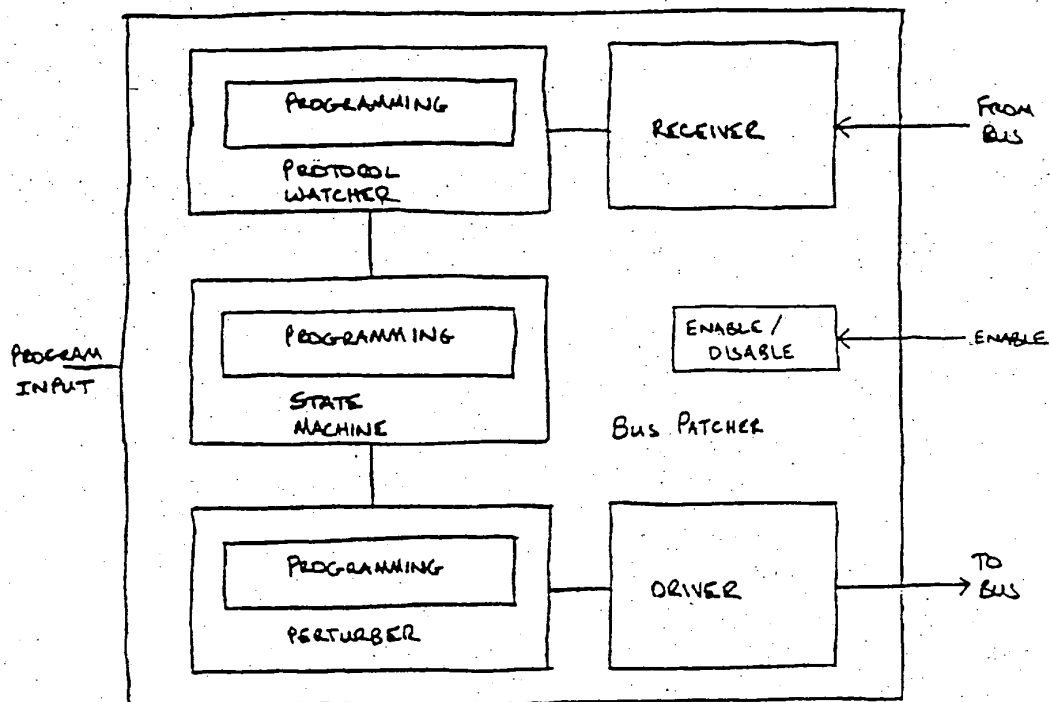 PROGRAMMING
PROTOCOL
WATCHER
RECEIVER
FROM
BUS
PROGRAM
INPUT
PROGRAMMING
STATE
MACHINE
ENABLE /
DISABLE
ENABLE
BUS PATCHER
PROGRAMMING
PERTURBER
DRIVER
TO
BUS